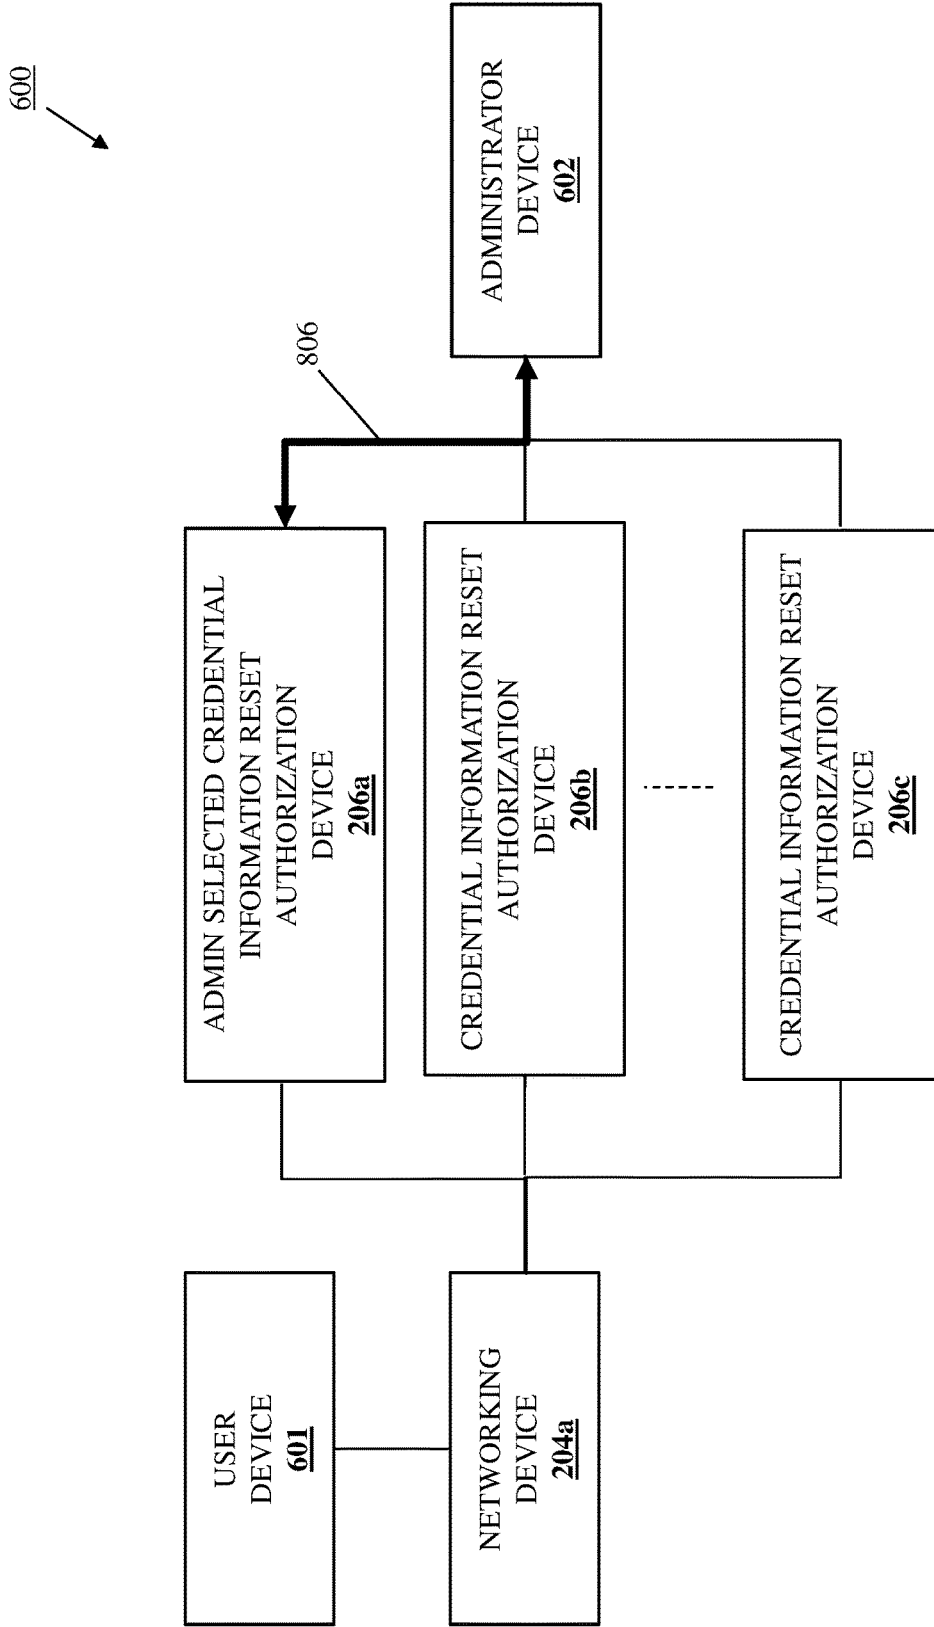 600
USER
DEVICE
601
NETWORKING
DEVICE
204a
ADMIN SELECTED CREDENTIAL
INFORMATION RESET
AUTHORIZATION
DEVICE
206a
CREDENTIAL INFORMATION RESET
AUTHORIZATION
DEVICE
206b
CREDENTIAL INFORMATION RESET
AUTHORIZATION
DEVICE
206c
806
ADMINISTRATOR
DEVICE
602